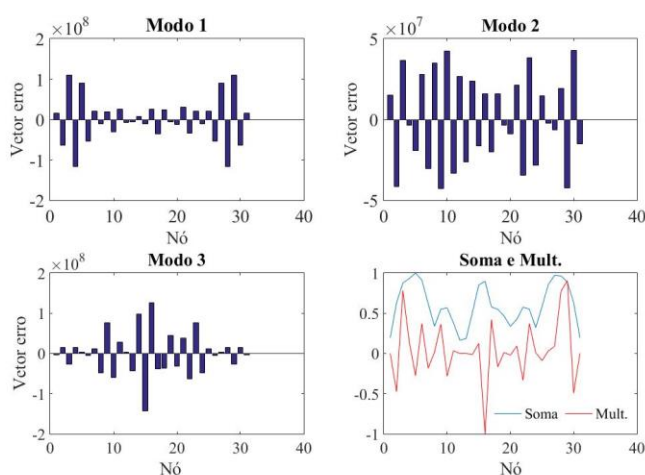 ×10⁸
Modo 1
Vetor erro
2
1
0
-1
-2
0 10 20 30 40
Nó
×10⁷
Modo 2
Vetor erro
5
0
-5
0 10 20 30 40
Nó
×10⁸
Modo 3
Vetor erro
2
1
0
-1
-2
0 10 20 30 40
Nó
Soma e Mult.
1
0.5
0
-0.5
-1
Soma Mult.
0 10 20 30 40
Nó